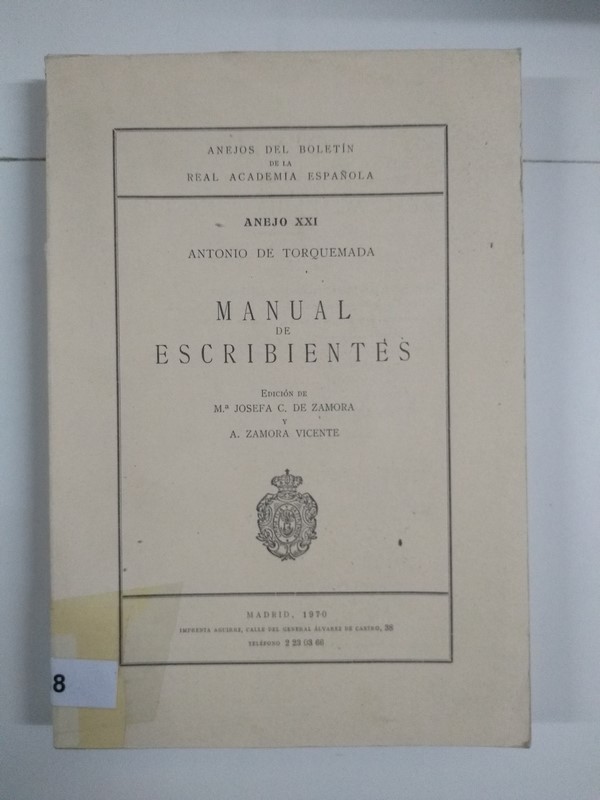 ANEJOS DEL BOLETÍN
DE LA
REAL ACADEMIA ESPAÑOLA
ANEJO XXI
ANTONIO DE TORQUEMADA
MANUAL
DE
ESCRIBIENTES
EDICIÓN DE
M.ª JOSEFA C. DE ZAMORA
Y
A. ZAMORA VICENTE
MADRID, 1970
IMPRENTA AGUIRRE, CALLE DEL GENERAL ÁLVAREZ DE CASTRO, 38
TELÉFONO 2 23 03 66
8